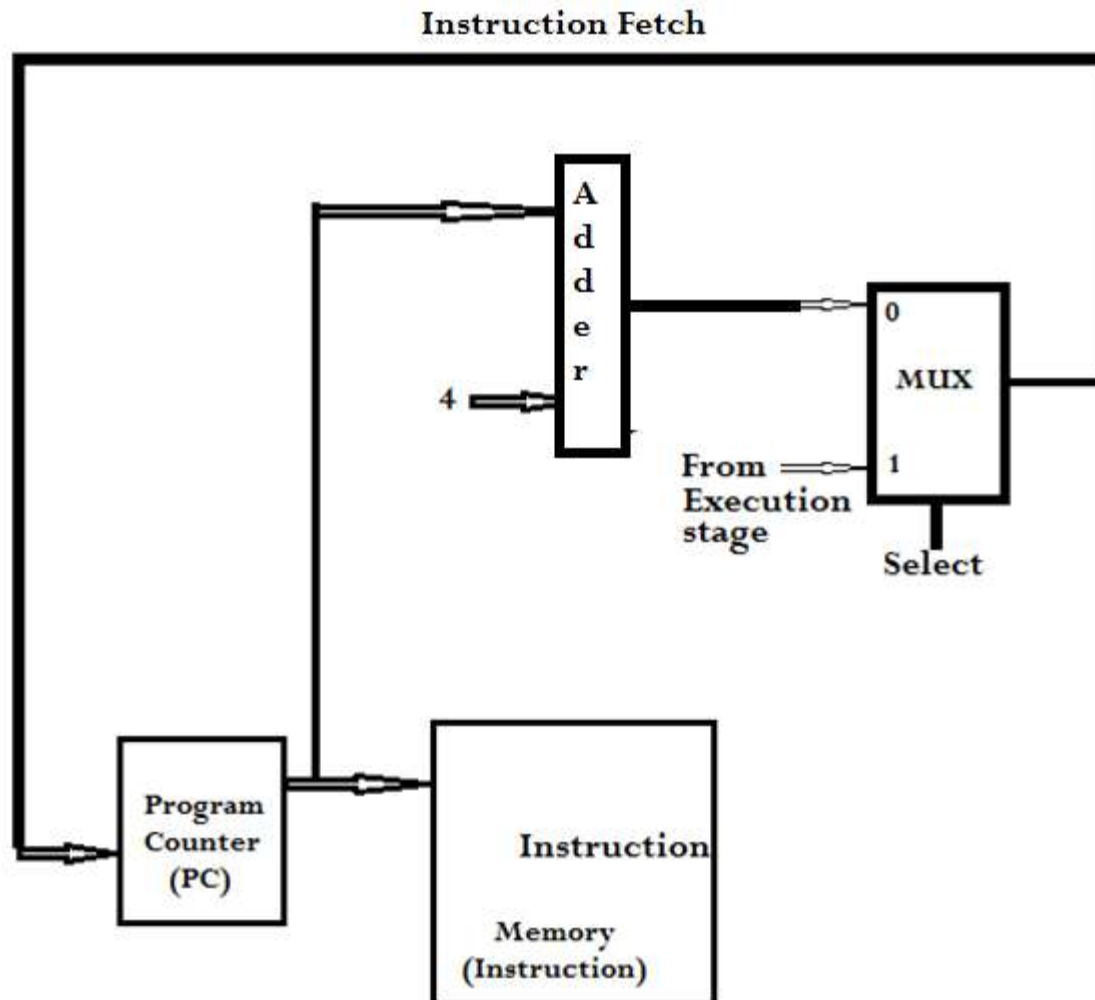 Instruction Fetch
A
d
d
e
r
4
0
MUX
1
From
Execution
stage
Select
Program
Counter
(PC)
Instruction
Memory
(Instruction)